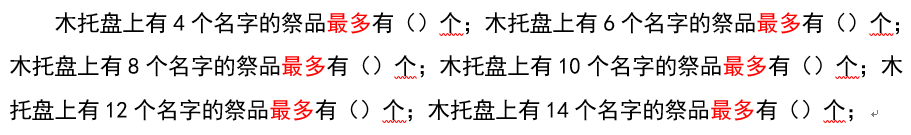 木托盘上有 4 个名字的祭品最多有（）个；木托盘上有 6 个名字的祭品最多有（）个；
木托盘上有 8 个名字的祭品最多有（）个；木托盘上有 10 个名字的祭品最多有（）个；木
托盘上有 12 个名字的祭品最多有（）个；木托盘上有 14 个名字的祭品最多有（）个；